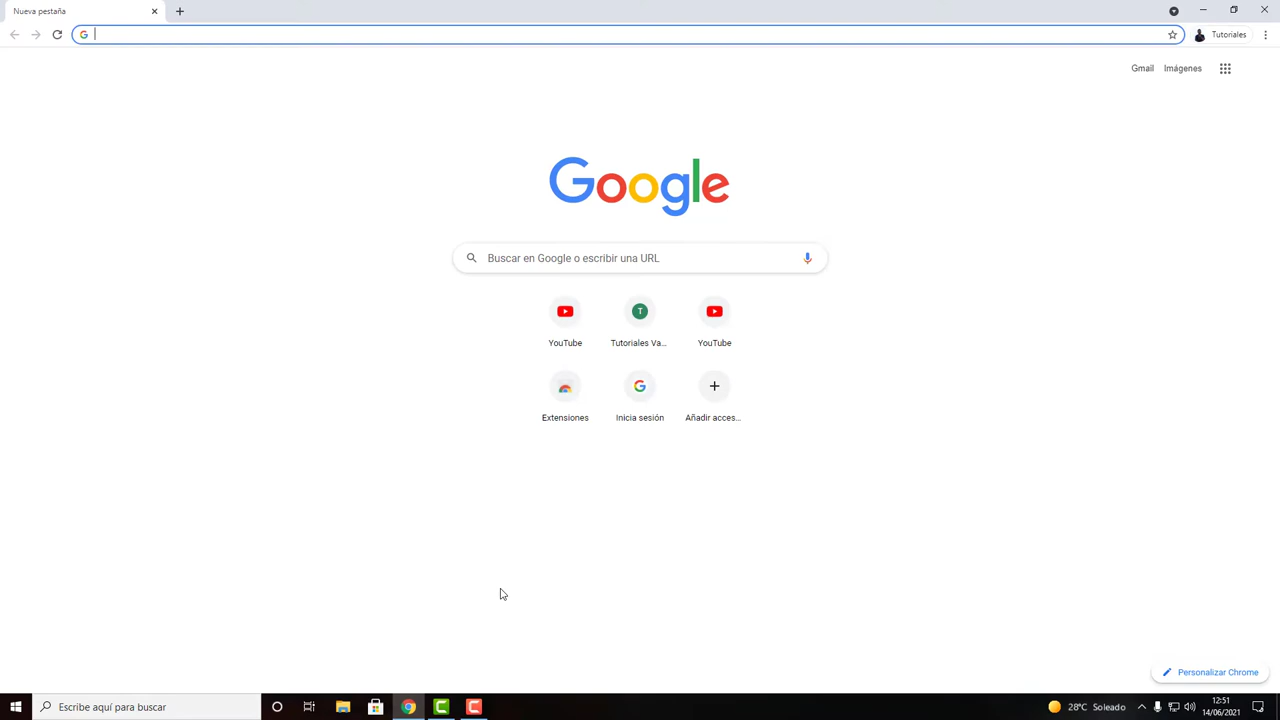 Nueva pestaña
Tutoriales
Gmail Imágenes
Google
Buscar en Google o escribir una URL
T
YouTube Tutoriales Va... YouTube
Extensiones Inicia sesión Añadir acces...
Personalizar Chrome
Escribe aquí para buscar
28°C Soleado
12:51
14/06/2021